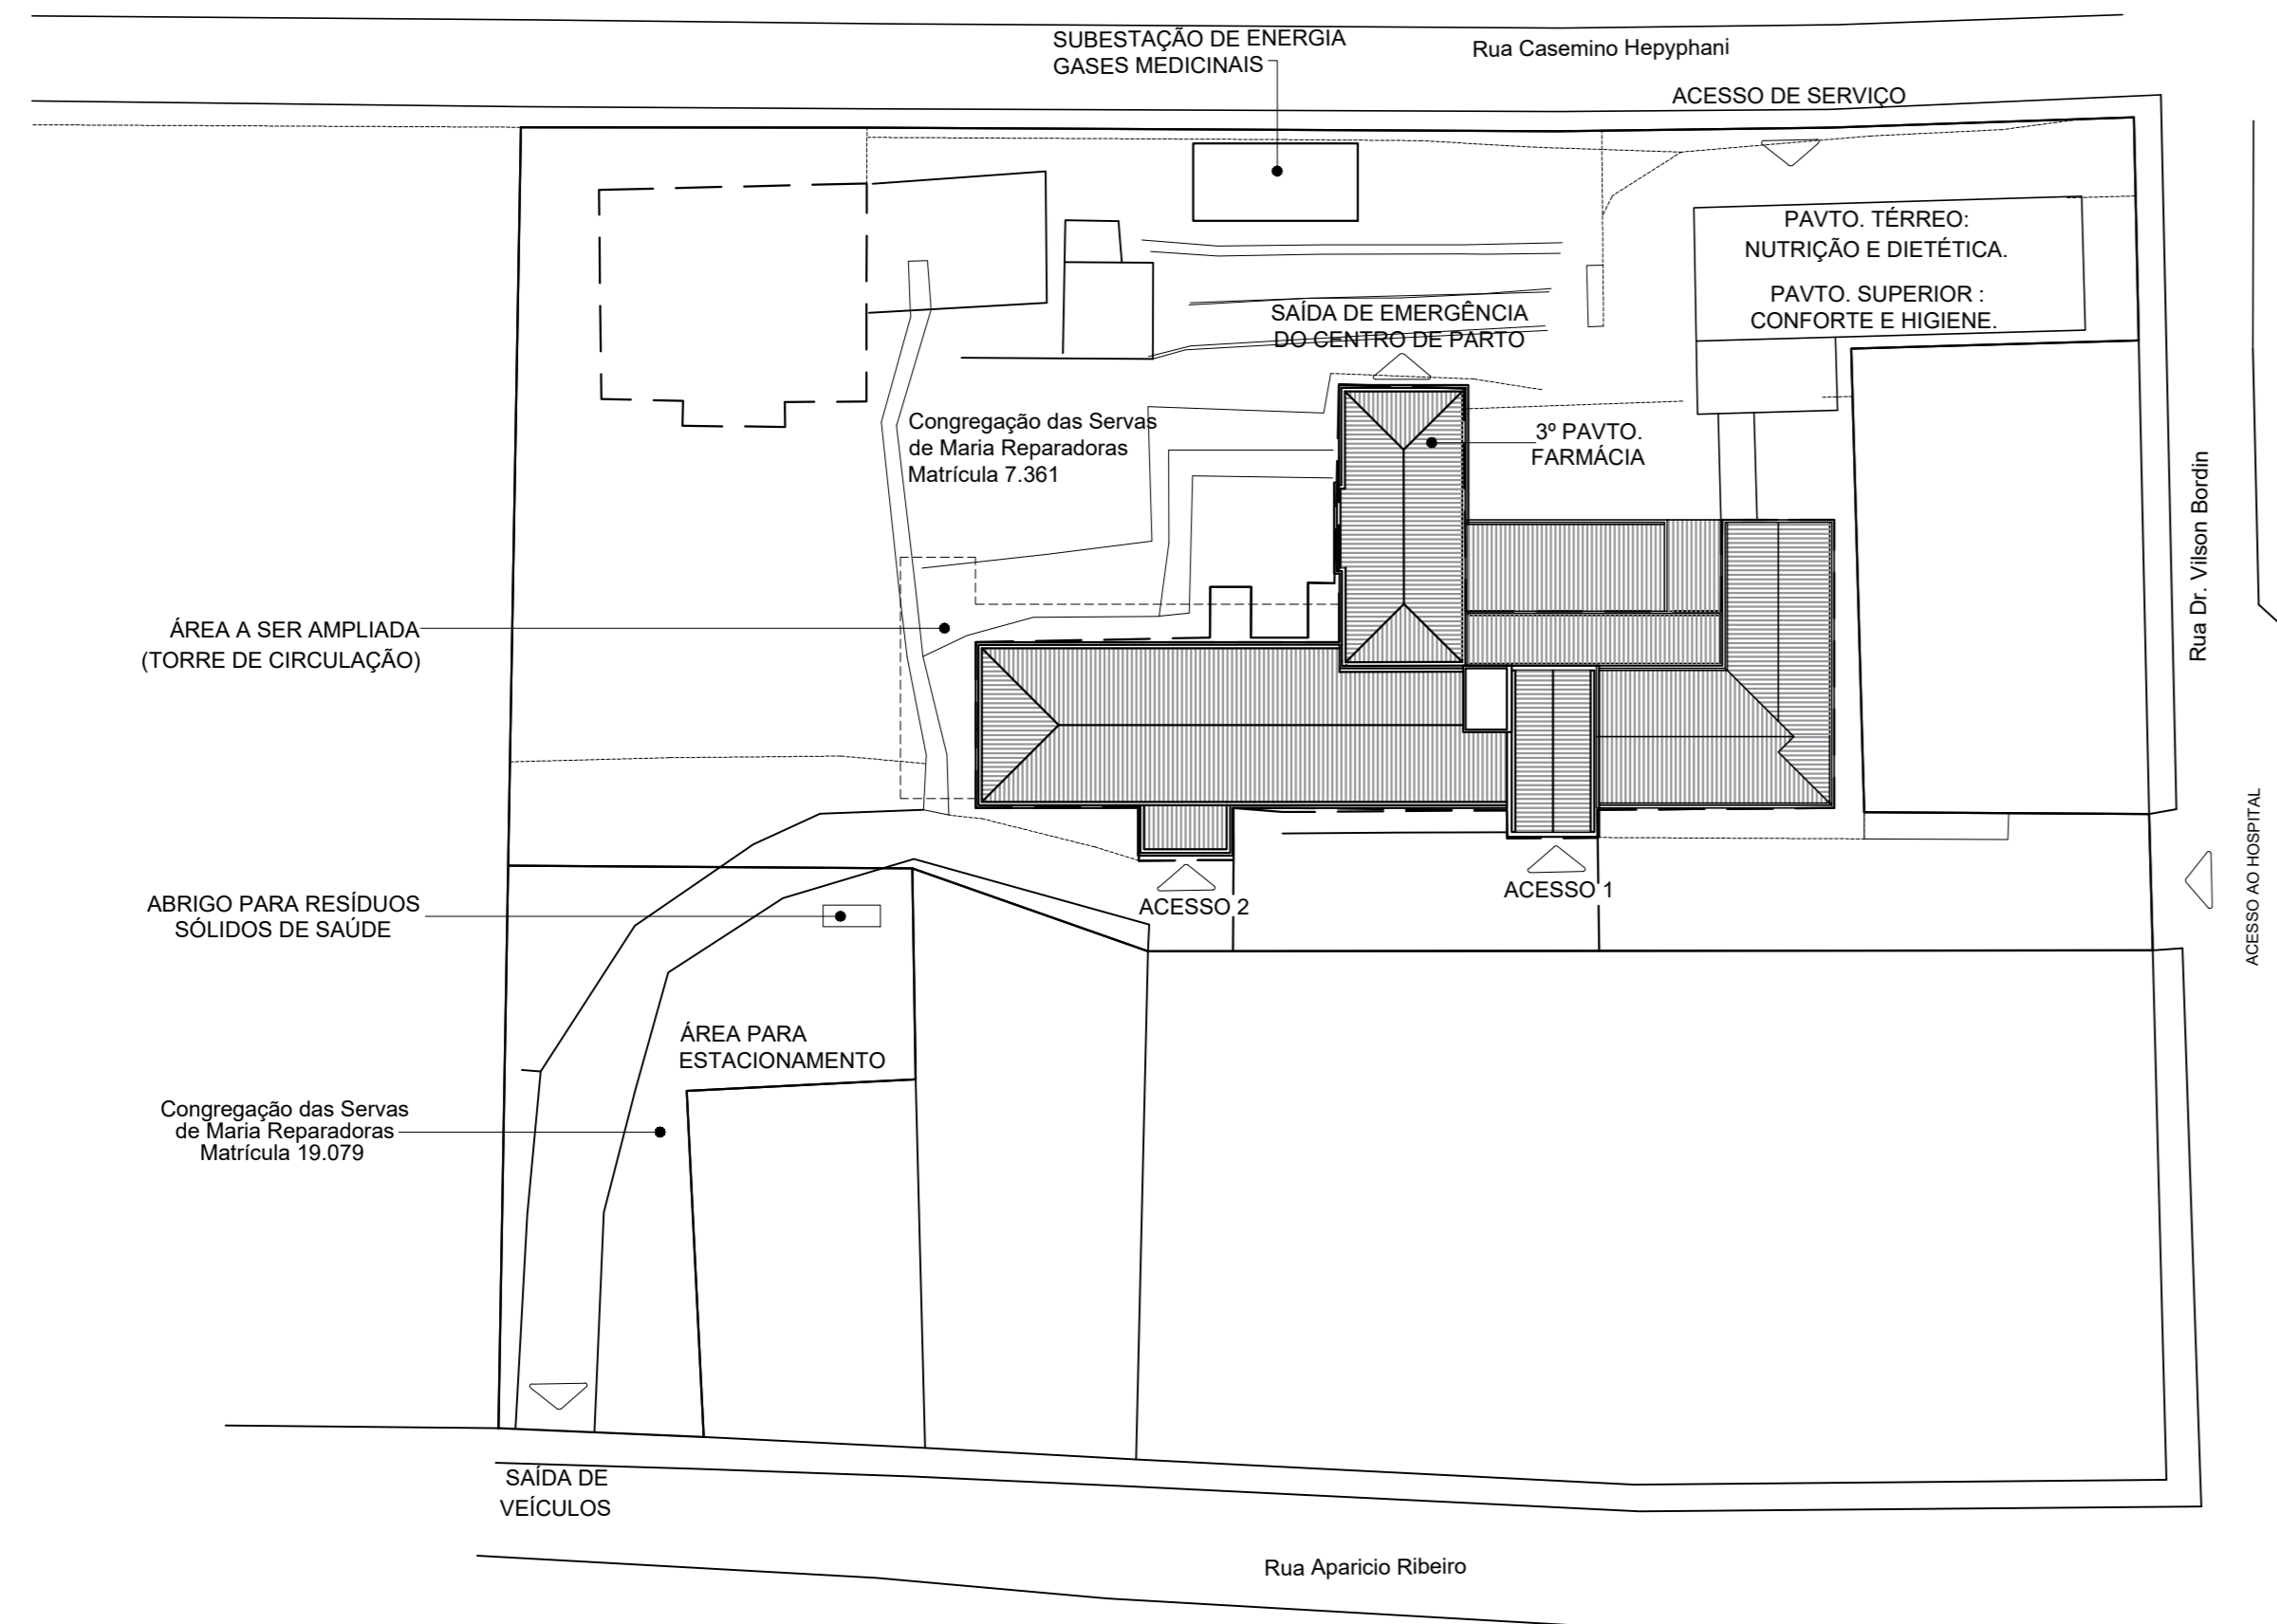 SUBESTAÇÃO DE ENERGIA
GASES MEDICINAIS
Rua Casemino Hepyphani
ACESSO DE SERVIÇO
PAVTO. TÉRREO:
NUTRIÇÃO E DIETÉTICA.
PAVTO. SUPERIOR :
CONFORTE E HIGIENE.
SAÍDA DE EMERGÊNCIA
DO CENTRO DE PARTO
Congregação das Servas
de Maria Reparadoras
Matrícula 7.361
3º PAVTO.
FARMÁCIA
Rua Dr. Vilson Bordin
ÁREA A SER AMPLIADA
(TORRE DE CIRCULAÇÃO)
ACESSO AO HOSPITAL
ABRIGO PARA RESÍDUOS
SÓLIDOS DE SAÚDE
ACESSO 2
ACESSO 1
ÁREA PARA
ESTACIONAMENTO
Congregação das Servas
de Maria Reparadoras
Matrícula 19.079
SAÍDA DE
VEÍCULOS
Rua Aparicio Ribeiro